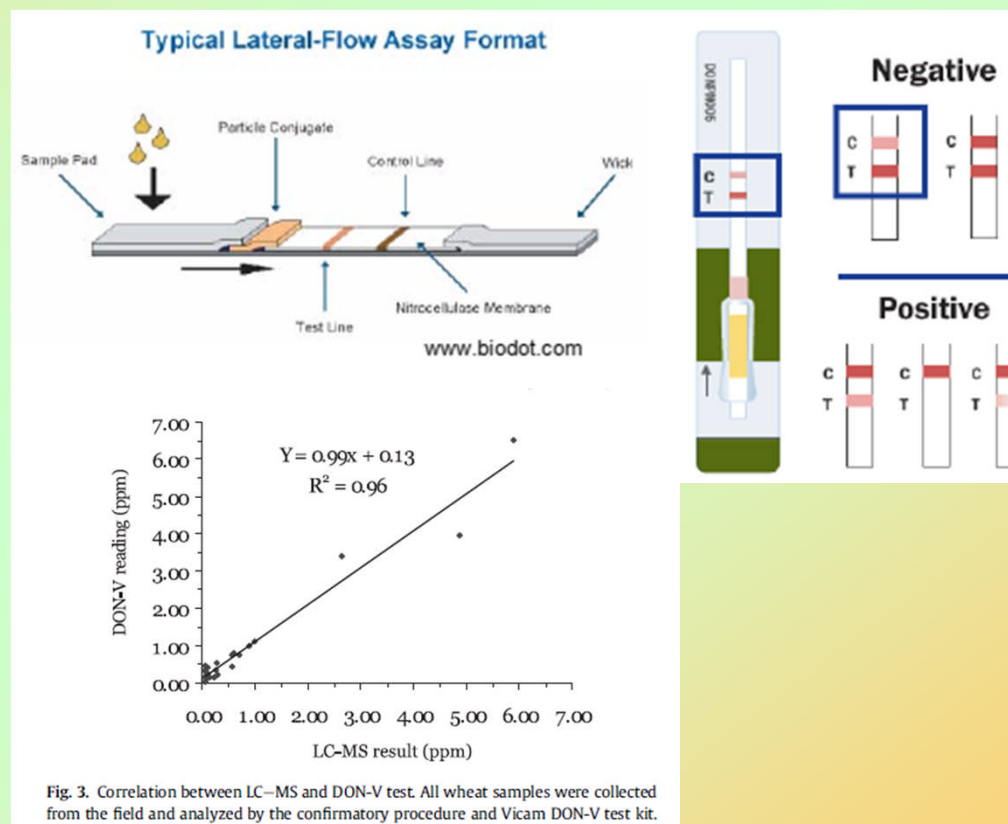 Typical Lateral-Flow Assay Format
Particle Conjugate
Sample Pad
Control Line
Wick
Nitrocellulose Membrane
Test Line
www.biodot.com
C
T
Negative
C
T
C
T
Positive
C
T
C
T
C
T
7.00
6.00
5.00
4.00
3.00
2.00
1.00
0.00
DON-V reading (ppm)
Y= 0.99x + 0.13
R² = 0.96
0.00 1.00 2.00 3.00 4.00 5.00 6.00 7.00
LC-MS result (ppm)
Fig. 3. Correlation between LC–MS and DON-V test. All wheat samples were collected
from the field and analyzed by the confirmatory procedure and Vicam DON-V test kit.